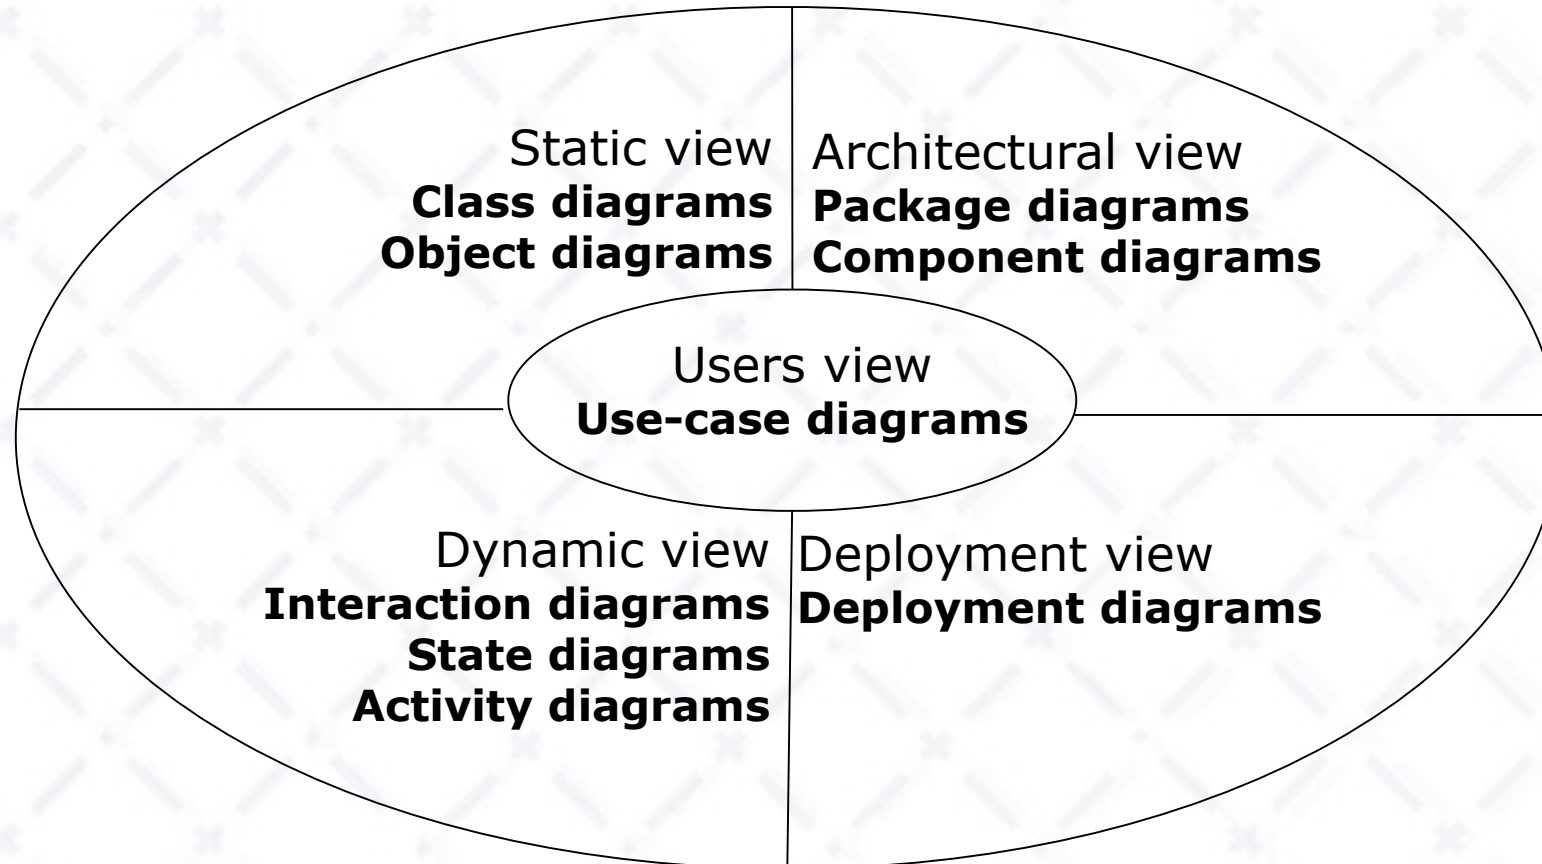 Static view
Class diagrams
Object diagrams
Architectural view
Package diagrams
Component diagrams
Users view
Use-case diagrams
Dynamic view
Interaction diagrams
State diagrams
Activity diagrams
Deployment view
Deployment diagrams